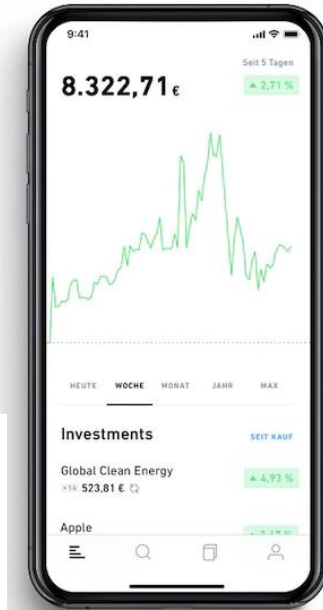 9:41
Seit 5 Tagen
8.322,71 €
▲ 2,71 %
HEUTE WOCHE MONAT JAHR MAX
Investments SEIT KAUF
Global Clean Energy
×14 523,81 € ▲ 4,93 %
Apple